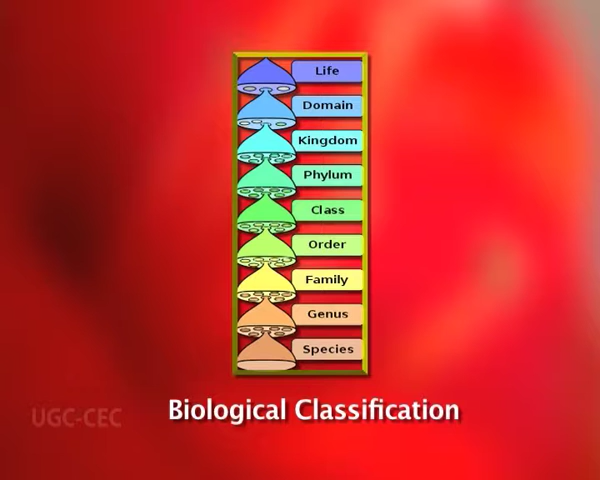 Life
Domain
Kingdom
Phylum
Class
Order
Family
Genus
Species
Biological Classification
UGC-CEC